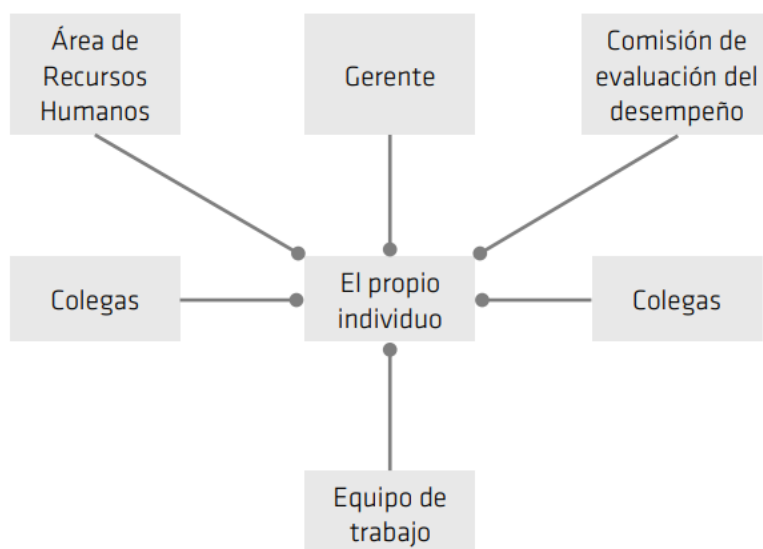 Área de
Recursos
Humanos
Gerente
Comisión de
evaluación del
desempeño
Colegas
El propio
individuo
Colegas
Equipo de
trabajo